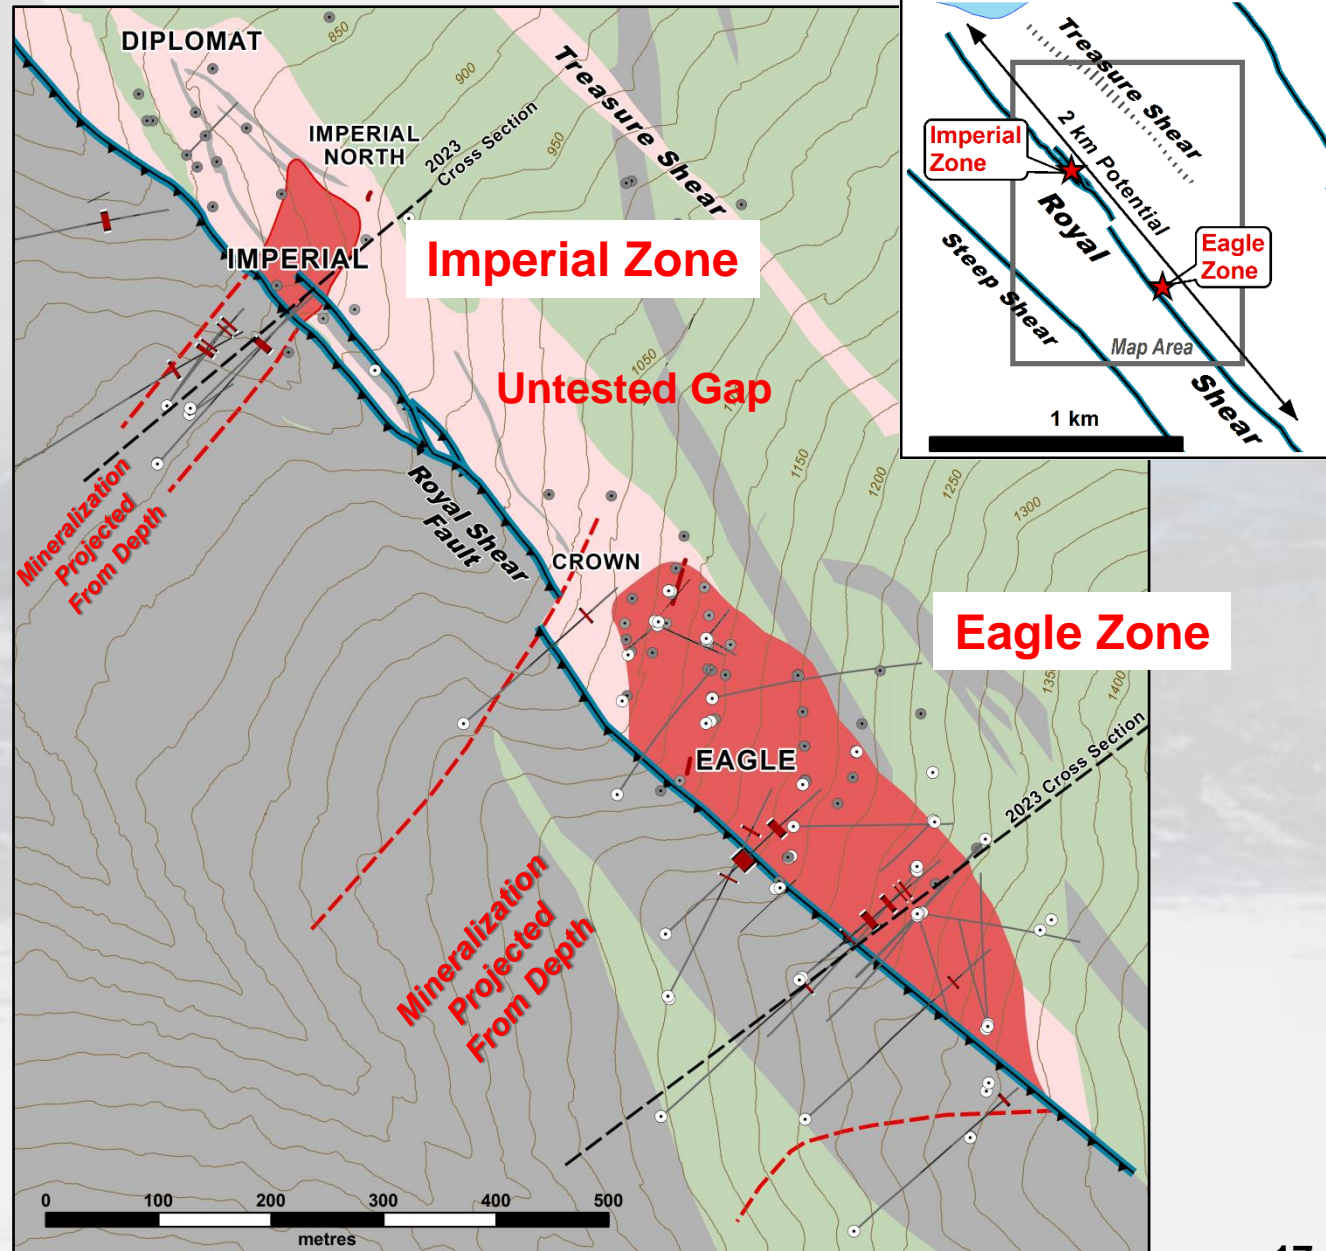 DIPLOMAT
850
900
950
IMPERIAL
NORTH
2023
Cross Section
Treasure Shear
IMPERIAL
Imperial Zone
Untested Gap
1050
1150
1200
1250
1300
Mineralization
Projected
From Depth
Royal Shear
Fault
CROWN
Eagle Zone
1400
EAGLE
2023 Cross Section
Mineralization
Projected
From Depth
0 100 200 300 400 500
metres
Treasure Shear
Imperial
Zone
2 km Potential
Royal
Shear
Eagle
Zone
Steep Shear
Map Area
1 km